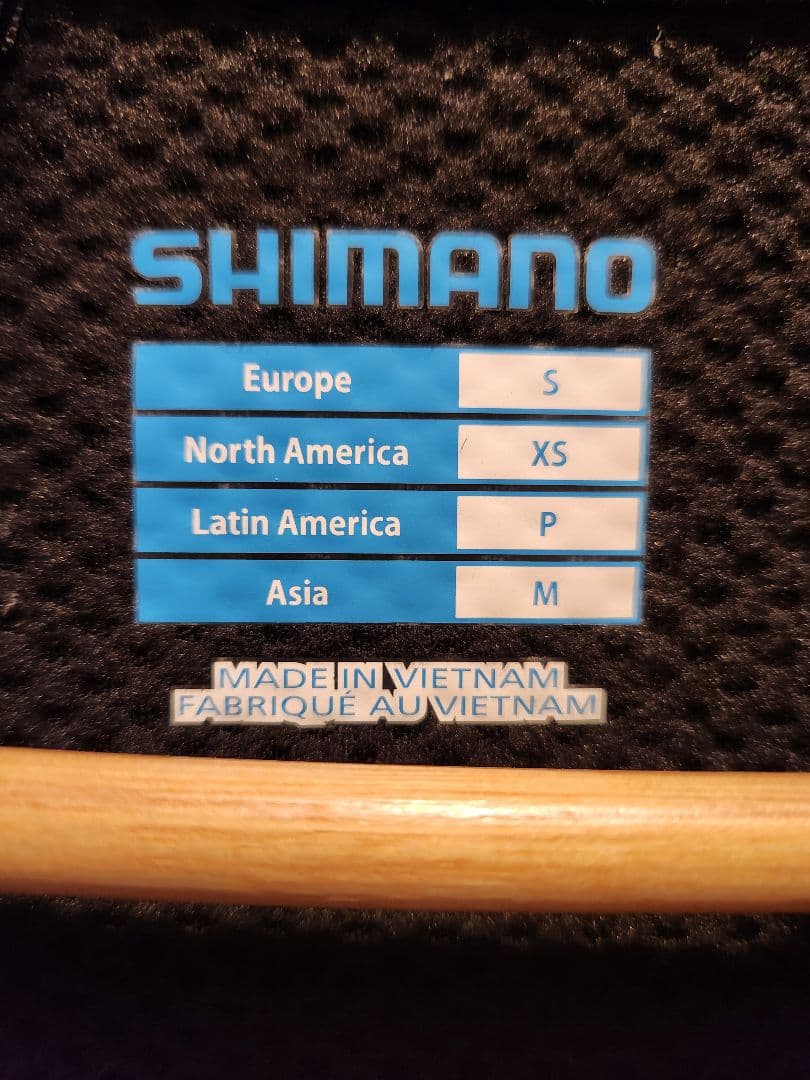 SHIMANO
Europe S
North America XS
Latin America P
Asia M
MADE IN VIETNAM
FABRIQUÉ AU VIETNAM